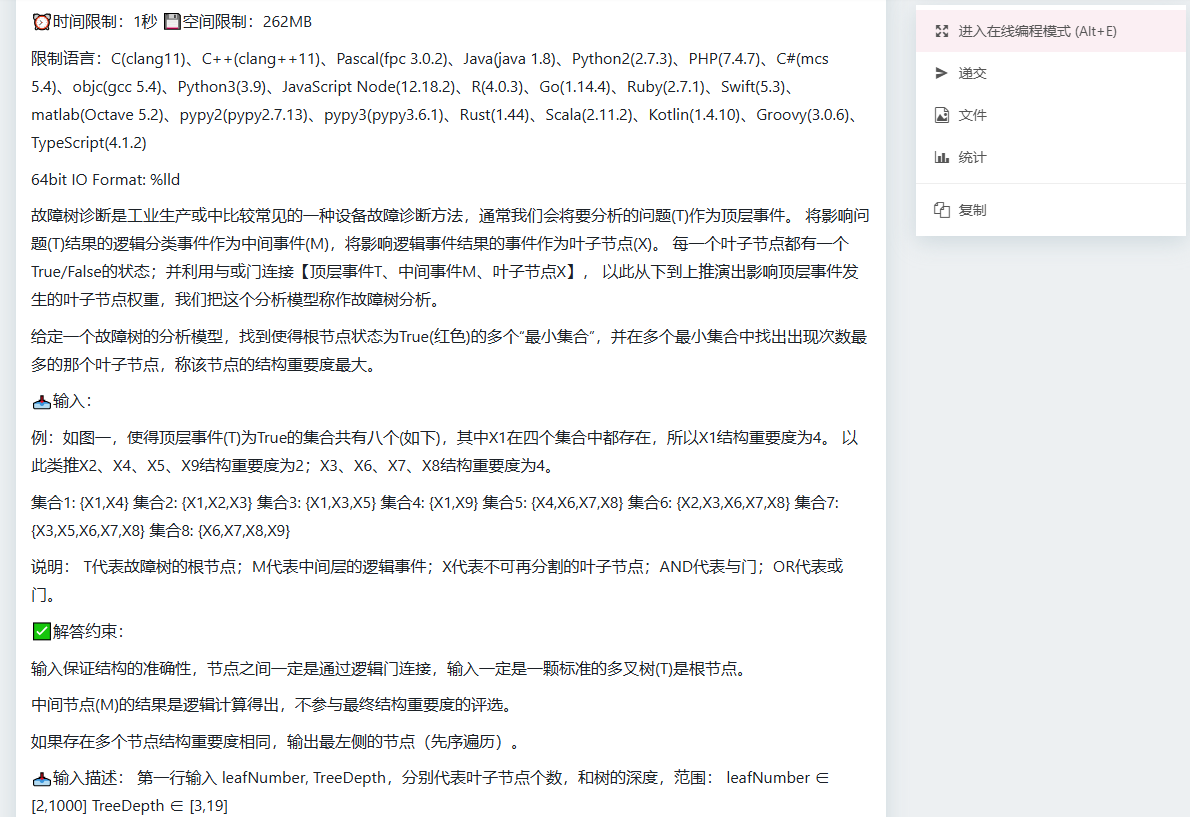 ⏰时间限制：1秒 💾空间限制：262MB
限制语言：C(clang11)、C++(clang++11)、Pascal(fpc 3.0.2)、Java(java 1.8)、Python2(2.7.3)、PHP(7.4.7)、C#(mcs
5.4)、objc(gcc 5.4)、Python3(3.9)、JavaScript Node(12.18.2)、R(4.0.3)、Go(1.14.4)、Ruby(2.7.1)、Swift(5.3)、
matlab(Octave 5.2)、pypy2(pypy2.7.13)、pypy3(pypy3.6.1)、Rust(1.44)、Scala(2.11.2)、Kotlin(1.4.10)、Groovy(3.0.6)、
TypeScript(4.1.2)
64bit IO Format: %lld
故障树诊断是工业生产或中比较常见的一种设备故障诊断方法，通常我们会将要分析的问题(T)作为顶层事件。 将影响问
题(T)结果的逻辑分类事件作为中间事件(M)，将影响逻辑事件结果的事件作为叶子节点(X)。 每一个叶子节点都有一个
True/False的状态；并利用与或门连接【顶层事件T、中间事件M、叶子节点X】， 以此从下到上推演出影响顶层事件发
生的叶子节点权重，我们把这个分析模型称作故障树分析。
给定一个故障树的分析模型，找到使得根节点状态为True(红色)的多个“最小集合”，并在多个最小集合中找出出现次数最
多的那个叶子节点，称该节点的结构重要度最大。
📥输入：
例：如图一，使得顶层事件(T)为True的集合共有八个(如下)，其中X1在四个集合中都存在，所以X1结构重要度为4。 以
此类推X2、X4、X5、X9结构重要度为2；X3、X6、X7、X8结构重要度为4。
集合1: {X1,X4} 集合2: {X1,X2,X3} 集合3: {X1,X3,X5} 集合4: {X1,X9} 集合5: {X4,X6,X7,X8} 集合6: {X2,X3,X6,X7,X8} 集合7:
{X3,X5,X6,X7,X8} 集合8: {X6,X7,X8,X9}
说明： T代表故障树的根节点；M代表中间层的逻辑事件；X代表不可再分割的叶子节点；AND代表与门；OR代表或
门。
✅解答约束：
输入保证结构的准确性，节点之间一定是通过逻辑门连接，输入一定是一颗标准的多叉树(T)是根节点。
中间节点(M)的结果是逻辑计算得出，不参与最终结构重要度的评选。
如果存在多个节点结构重要度相同，输出最左侧的节点（先序遍历）。
📥输入描述： 第一行输入 leafNumber, TreeDepth，分别代表叶子节点个数，和树的深度，范围： leafNumber ∈
[2,1000] TreeDepth ∈ [3,19]
进入在线编程模式 (Alt+E)
递交
文件
统计
复制